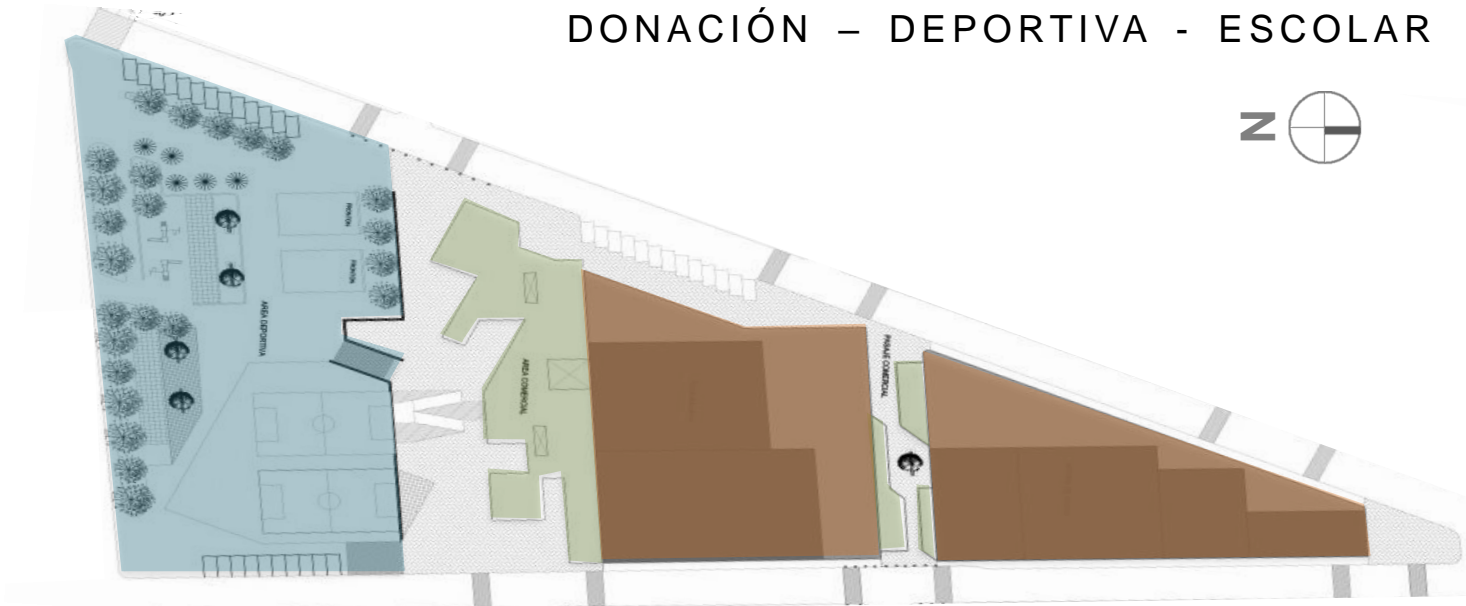 DONACIÓN – DEPORTIVA - ESCOLAR
N
FRONTON
FRONTON
AREA DEPORTIVA
AREA COMERCIAL
PASAJE COMERCIAL